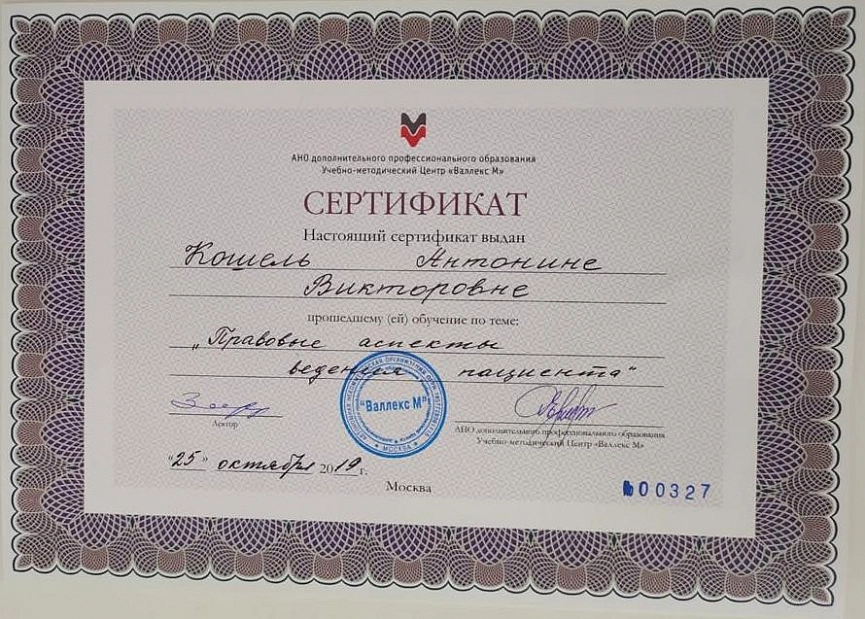 АНО дополнительного профессионального образования
Учебно-методический Центр «Валлекс М»
СЕРТИФИКАТ
Настоящий сертификат выдан
Кошель Антонине
Викторовне
прошедшему (ей) обучение по теме:
„Правовые аспекты
ведения пациента“
"Валлекс М"
МОСКВА
Лектор
АНО дополнительного профессионального образования
Учебно-методический Центр «Валлекс М»
"25" октября 2019 г.
Москва
№00327